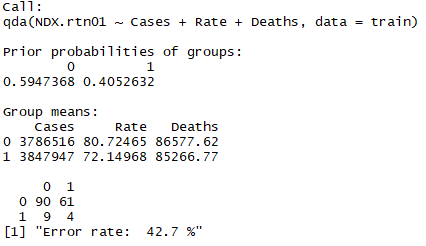 Call:
qda(NDX.rtn01 ~ Cases + Rate + Deaths, data = train)
Prior probabilities of groups:
0 1
0.5947368 0.4052632
Group means:
Cases Rate Deaths
0 3786516 80.72465 86577.62
1 3847947 72.14968 85266.77
0 1
0 90 61
1 9 4
[1] "Error rate:  42.7 %"